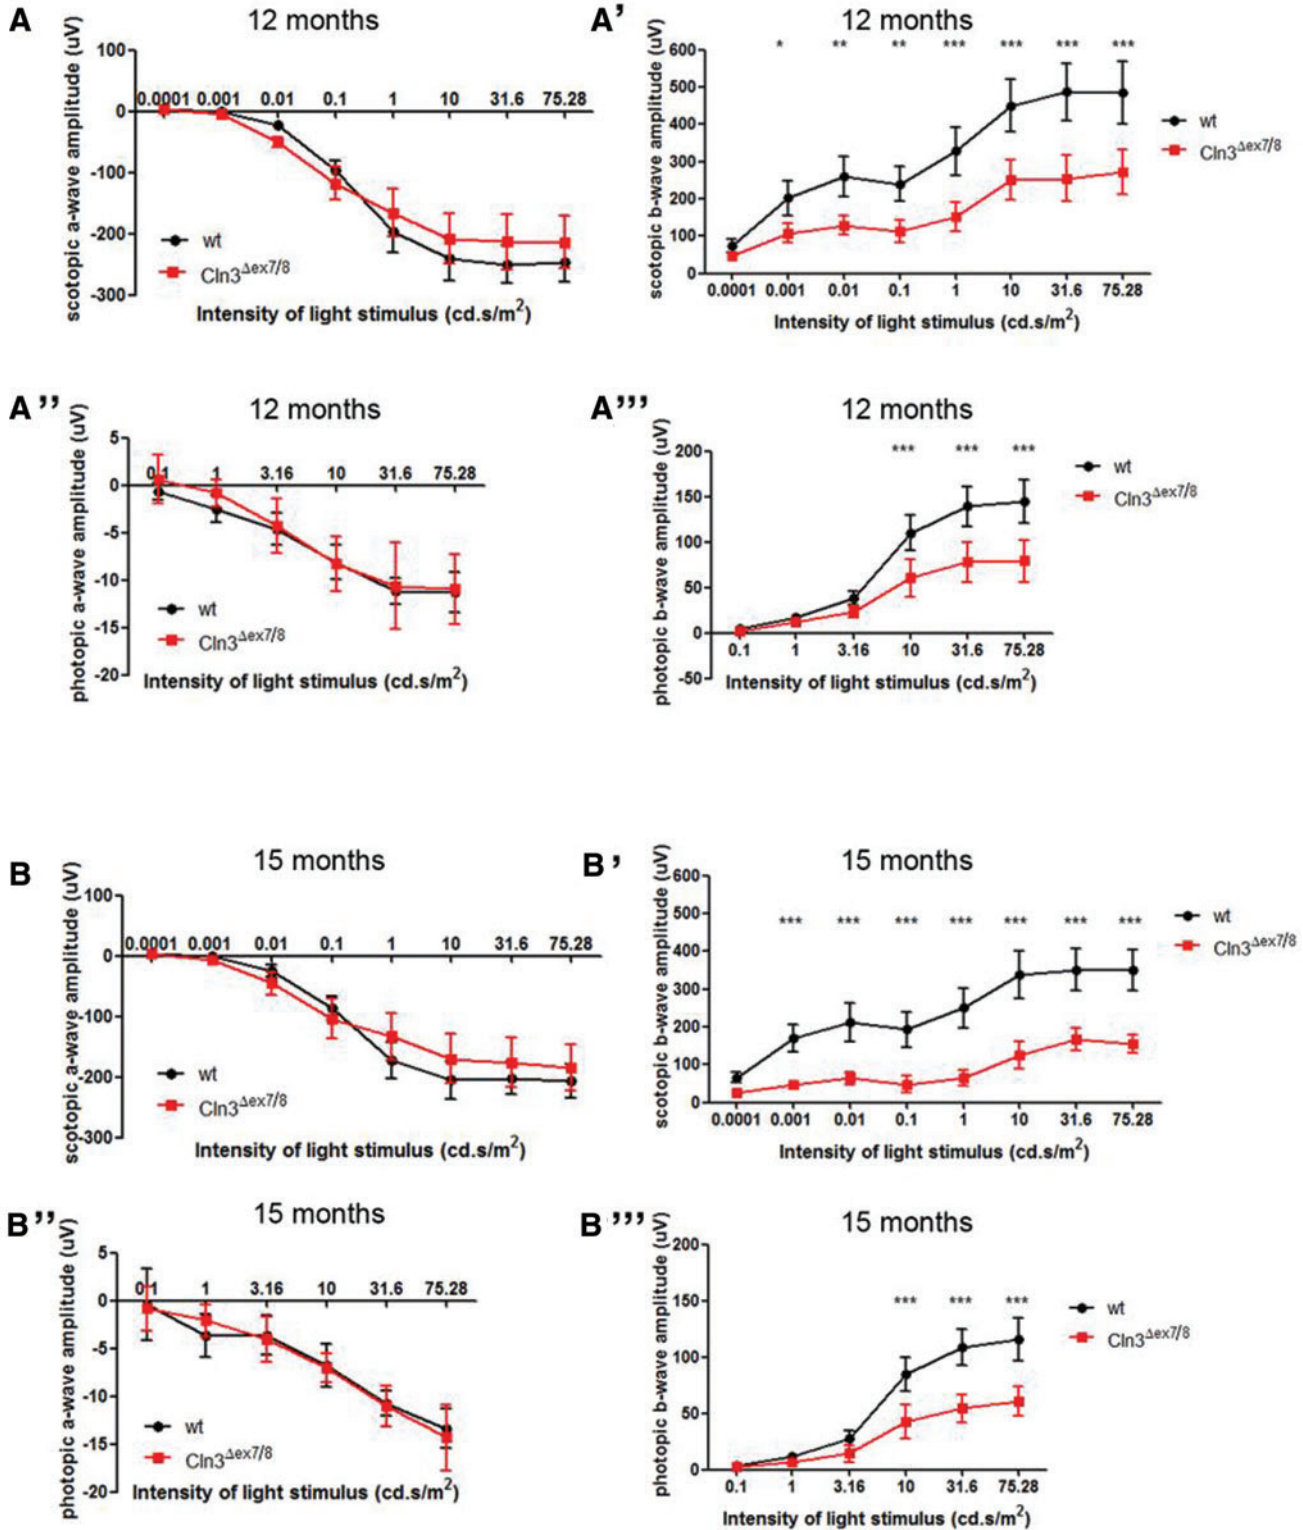 A
12 months
scotopic a-wave amplitude (uV)
100
0
-100
-200
-300
0.0001 0.001 0.01 0.1 1 10 31.6 75.28
wt
Cln3Δex7/8
Intensity of light stimulus (cd.s/m2)
A’
12 months
scotopic b-wave amplitude (uV)
* ** ** *** *** *** ***
600
500
400
300
200
100
0
0.0001 0.001 0.01 0.1 1 10 31.6 75.28
Intensity of light stimulus (cd.s/m2)
wt
Cln3Δex7/8
A’’
12 months
photopic a-wave amplitude (uV)
5
0
-5
-10
-15
-20
0.1 1 3.16 10 31.6 75.28
wt
Cln3Δex7/8
Intensity of light stimulus (cd.s/m2)
A’’’
12 months
photopic b-wave amplitude (uV)
*** *** ***
200
150
100
50
0
-50
0.1 1 3.16 10 31.6 75.28
Intensity of light stimulus (cd.s/m2)
wt
Cln3Δex7/8
B
15 months
scotopic a-wave amplitude (uV)
100
0
-100
-200
-300
0.0001 0.001 0.01 0.1 1 10 31.6 75.28
wt
Cln3Δex7/8
Intensity of light stimulus (cd.s/m2)
B’
15 months
scotopic b-wave amplitude (uV)
*** *** *** *** *** *** ***
600
500
400
300
200
100
0
0.0001 0.001 0.01 0.1 1 10 31.6 75.28
Intensity of light stimulus (cd.s/m2)
wt
Cln3Δex7/8
B’’
15 months
photopic a-wave amplitude (uV)
5
0
-5
-10
-15
-20
0.1 1 3.16 10 31.6 75.28
wt
Cln3Δex7/8
Intensity of light stimulus (cd.s/m2)
B’’’
15 months
photopic b-wave amplitude (uV)
*** *** ***
200
150
100
50
0
0.1 1 3.16 10 31.6 75.28
Intensity of light stimulus (cd.s/m2)
wt
Cln3Δex7/8